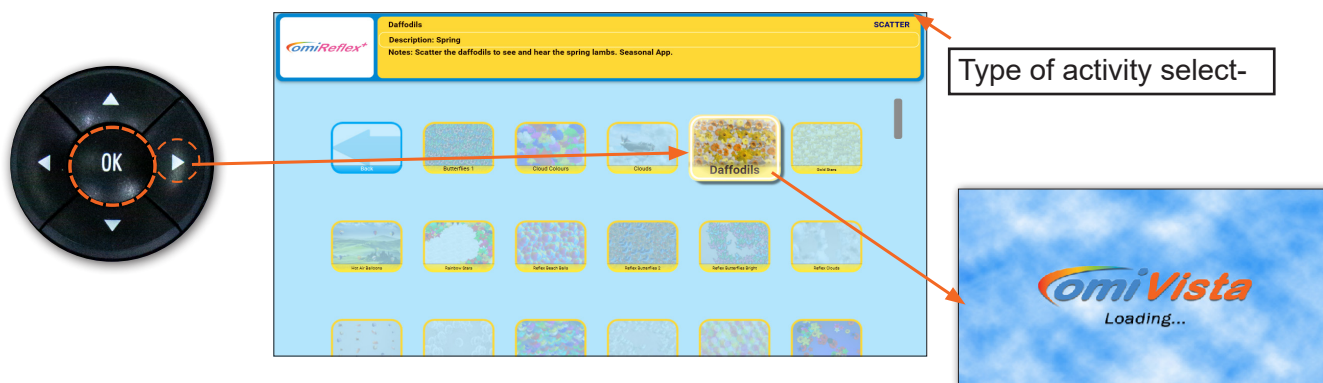 Daffodils SCATTER
Description: Spring
Notes: Scatter the daffodils to see and hear the spring lambs. Seasonal App.
omiReflex+
Type of activity select-
OK
Back Butterflies 1 Cloud Colours Clouds Daffodils Gold Stars
Hot Air Balloons Rainbow Stars Reflex Beach Balls Reflex Butterflies 2 Reflex Butterflies Bright Reflex Clouds
omiVista
Loading...